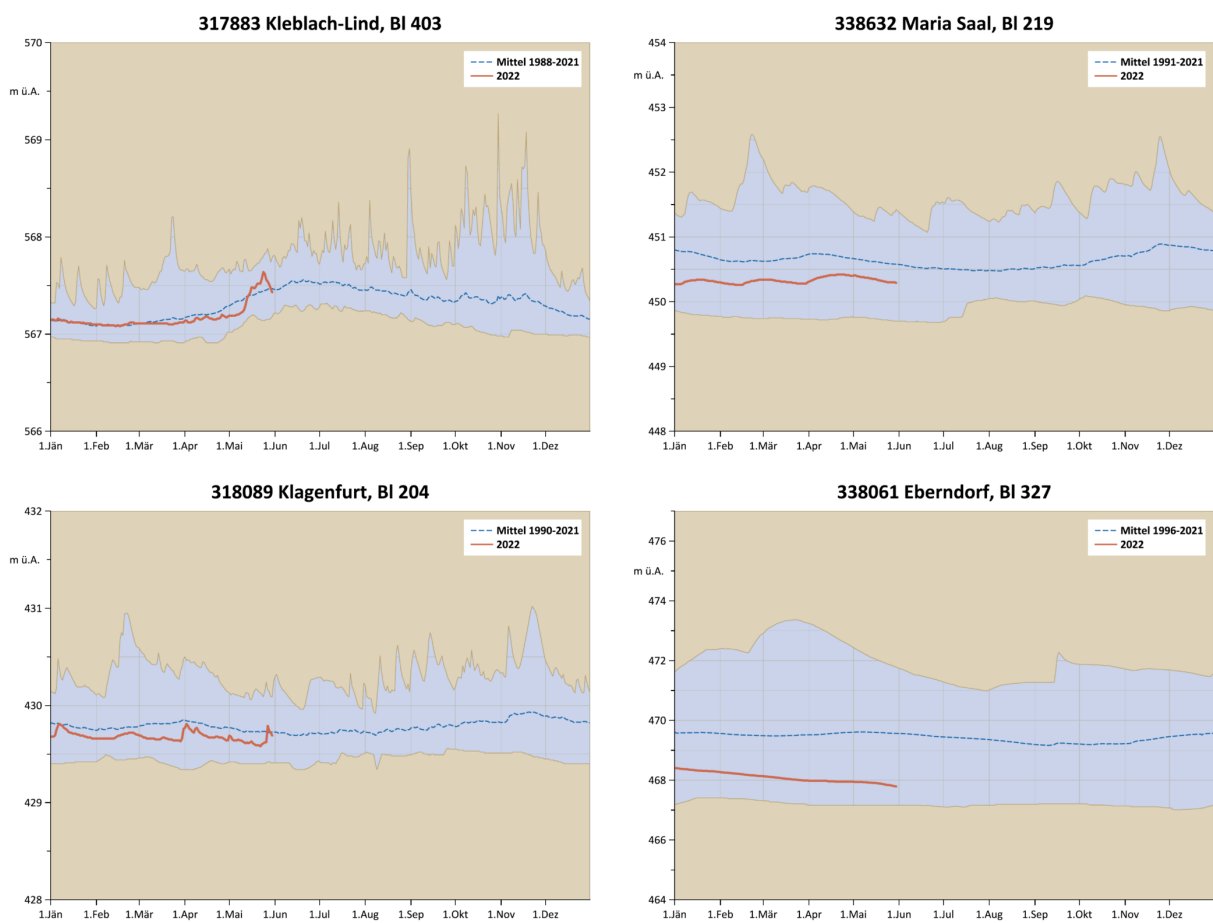 317883 Kleblach-Lind, Bl 403
570
m ü.A.
569
568
567
566
Mittel 1988-2021
2022
1.Jän 1.Feb 1.Mär 1.Apr 1.Mai 1.Jun 1.Jul 1.Aug 1.Sep 1.Okt 1.Nov 1.Dez
338632 Maria Saal, Bl 219
454
m ü.A.
453
452
451
450
449
448
Mittel 1991-2021
2022
1.Jän 1.Feb 1.Mär 1.Apr 1.Mai 1.Jun 1.Jul 1.Aug 1.Sep 1.Okt 1.Nov 1.Dez
318089 Klagenfurt, Bl 204
432
m ü.A.
431
430
429
428
Mittel 1990-2021
2022
1.Jän 1.Feb 1.Mär 1.Apr 1.Mai 1.Jun 1.Jul 1.Aug 1.Sep 1.Okt 1.Nov 1.Dez
338061 Eberndorf, Bl 327
476
m ü.A.
474
472
470
468
466
464
Mittel 1996-2021
2022
1.Jän 1.Feb 1.Mär 1.Apr 1.Mai 1.Jun 1.Jul 1.Aug 1.Sep 1.Okt 1.Nov 1.Dez